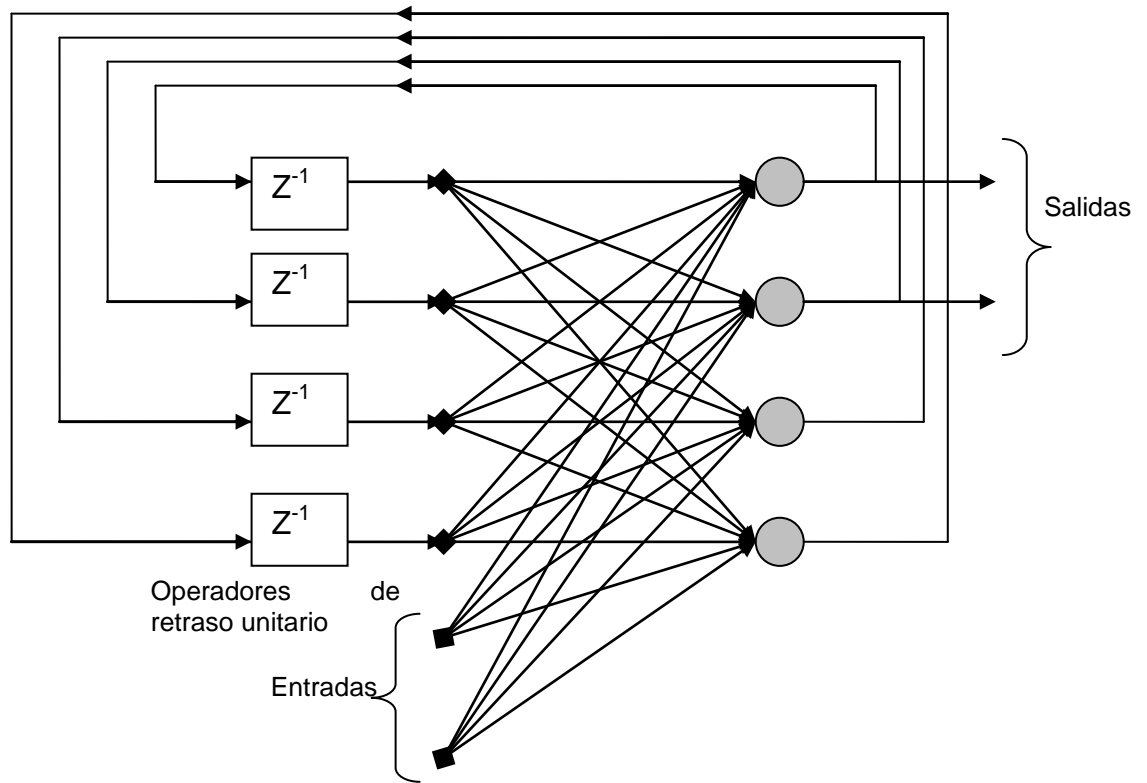 Z-1
Salidas
Z-1
Z-1
Z-1
Operadores de
retraso unitario
Entradas